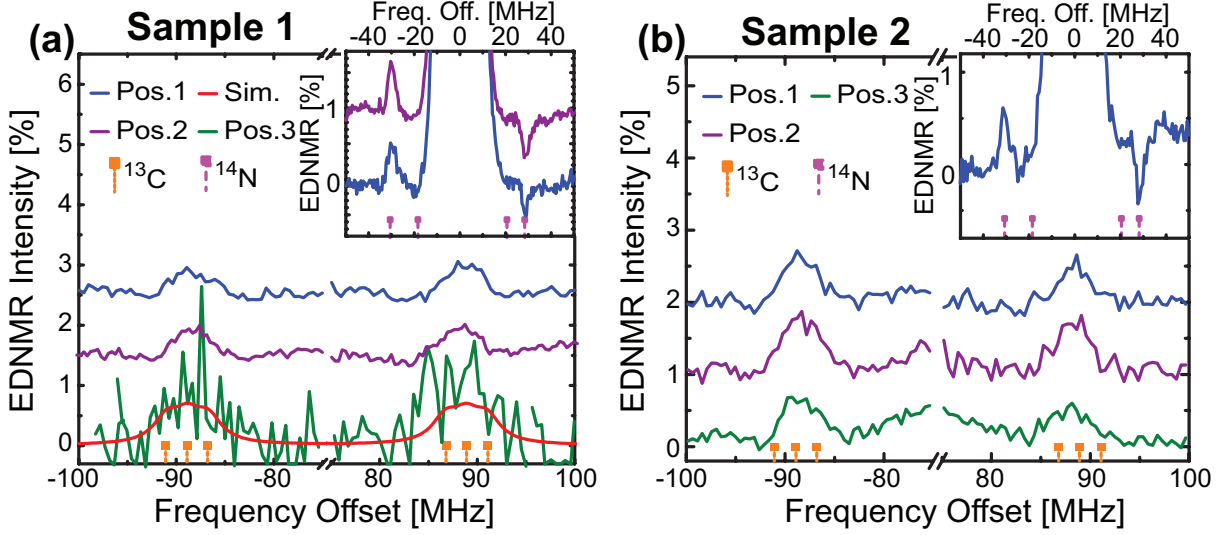 (a)
Sample 1
Freq. Off. [MHz]
-40 -20 0 20 40
Pos.1
Sim.
Pos.2
Pos.3
13C
14N
EDNMR [%]
1
0
EDNMR Intensity [%]
6
5
4
3
2
1
0
-100 -90 -80 80 90 100
Frequency Offset [MHz]
(b)
Sample 2
Freq. Off. [MHz]
-40 -20 0 20 40
Pos.1
Pos.3
Pos.2
13C
14N
EDNMR [%]
1
0
EDNMR Intensity [%]
5
4
3
2
1
0
-100 -90 -80 80 90 100
Frequency Offset [MHz]